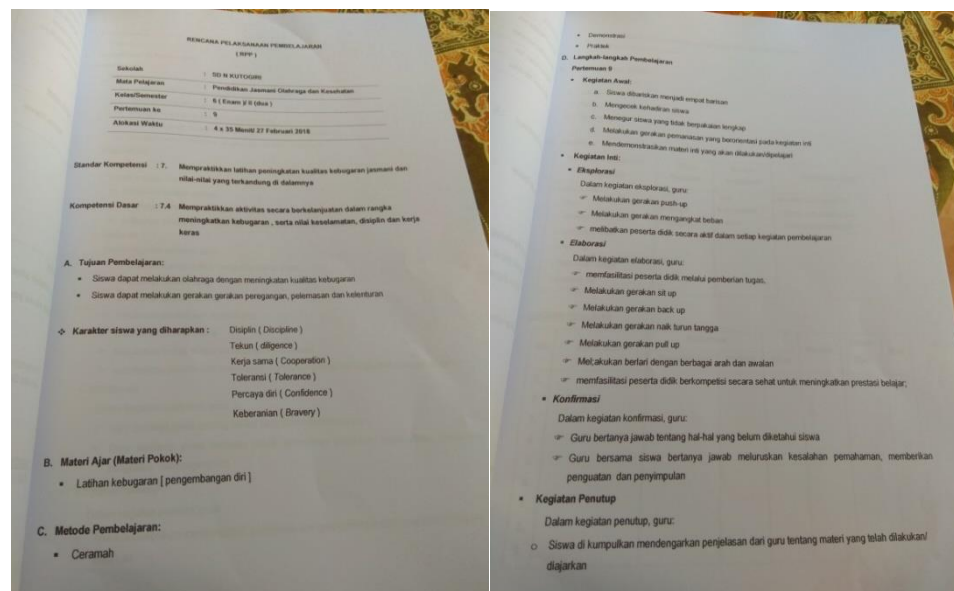 RENCANA PELAKSANAAN PEMBELAJARAN
( RPP )
Sekolah : SD N KUTOGIRI
Mata Pelajaran : Pendidikan Jasmani Olahraga dan Kesehatan
Kelas/Semester : 6 ( Enam )/ II (dua )
Pertemuan ke : 9
Alokasi Waktu : 4 x 35 Menit/ 27 Februari 2018
Standar Kompetensi : 7. Mempraktikkan latihan peningkatan kualitas kebugaran jasmani dan
nilai-nilai yang terkandung di dalamnya
Kompetensi Dasar : 7.4 Mempraktikkan aktivitas secara berkelanjutan dalam rangka
meningkatkan kebugaran , serta nilai keselamatan, disiplin dan kerja
keras
A. Tujuan Pembelajaran:
▪ Siswa dapat melakukan olahraga dengan meningkatan kualitas kebugaran
▪ Siswa dapat melakukan gerakan gerakan peregangan, pelemasan dan kelenturan
❖ Karakter siswa yang diharapkan : Disiplin ( Discipline )
Tekun ( diligence )
Kerja sama ( Cooperation )
Toleransi ( Tolerance )
Percaya diri ( Confidence )
Keberanian ( Bravery )
B. Materi Ajar (Materi Pokok):
▪ Latihan kebugaran [ pengembangan diri ]
C. Metode Pembelajaran:
▪ Ceramah
▪ Demonstrasi
▪ Praktek
D. Langkah-langkah Pembelajaran
Pertemuan 9
▪ Kegiatan Awal:
a. Siswa dibariskan menjadi empat barisan
b. Mengecek kehadiran siswa
c. Menegur siswa yang tidak berpakaian lengkap
d. Melakukan gerakan pemanasan yang berorientasi pada kegiatan inti
e. Mendemonstrasikan materi inti yang akan dilakukan/dipelajari
▪ Kegiatan Inti:
▪ Eksplorasi
Dalam kegiatan eksplorasi, guru:
☞ Melakukan gerakan push-up
☞ Melakukan gerakan mengangkat beban
☞ melibatkan peserta didik secara aktif dalam setiap kegiatan pembelajaran
▪ Elaborasi
Dalam kegiatan elaborasi, guru:
☞ memfasilitasi peserta didik melalui pemberian tugas,
☞ Melakukan gerakan sit up
☞ Melakukan gerakan back up
☞ Melakukan gerakan naik turun tangga
☞ Melakukan gerakan pull up
☞ Melakukan berlari dengan berbagai arah dan awalan
☞ memfasilitasi peserta didik berkompetisi secara sehat untuk meningkatkan prestasi belajar;
▪ Konfirmasi
Dalam kegiatan konfirmasi, guru:
☞ Guru bertanya jawab tentang hal-hal yang belum diketahui siswa
☞ Guru bersama siswa bertanya jawab meluruskan kesalahan pemahaman, memberikan
penguatan dan penyimpulan
▪ Kegiatan Penutup
Dalam kegiatan penutup, guru:
o Siswa di kumpulkan mendengarkan penjelasan dari guru tentang materi yang telah dilakukan/
diajarkan